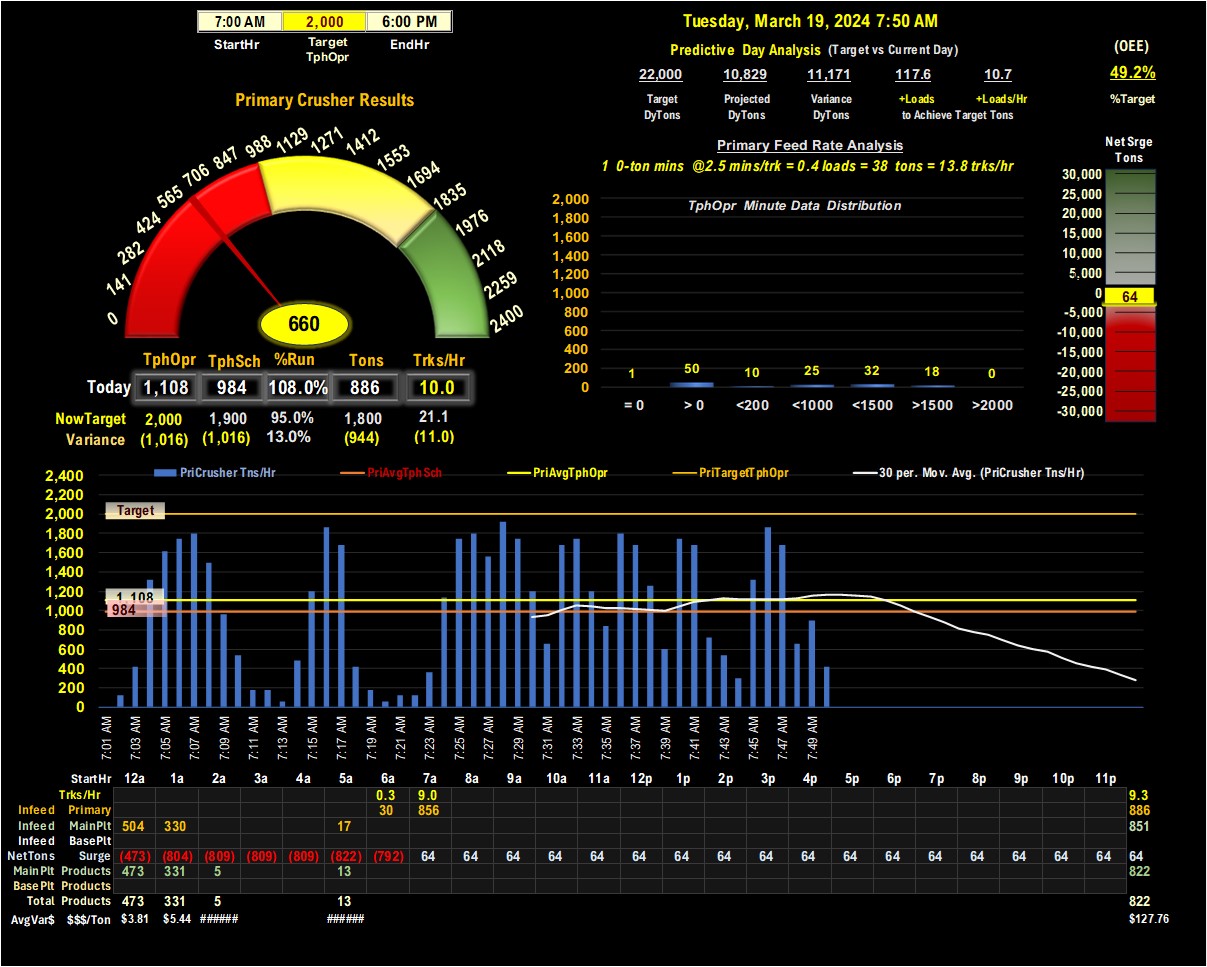 7:00 AM 2,000 6:00 PM
StartHr Target TphOpr EndHr
Tuesday, March 19, 2024 7:50 AM
Predictive Day Analysis (Target vs Current Day)
22,000 10,829 11,171 117.6 10.7
Target DyTons Projected DyTons Variance DyTons +Loads +Loads/Hr
to Achieve Target Tons
(OEE)
49.2%
%Target
Primary Crusher Results
0 141 282 424 565 706 847 988 1129 1271 1412 1553 1694 1835 1976 2118 2259 2400
660
TphOpr TphSch %Run Tons Trks/Hr
Today 1,108 984 108.0% 886 10.0
NowTarget 2,000 1,900 95.0% 1,800 21.1
Variance (1,016) (1,016) 13.0% (944) (11.0)
Primary Feed Rate Analysis
1 0-ton mins @2.5 mins/trk = 0.4 loads = 38 tons = 13.8 trks/hr
TphOpr Minute Data Distribution
2,000
1,800
1,600
1,400
1,200
1,000
800
600
400
200
0
1 50 10 25 32 18 0
= 0 > 0 <200 <1000 <1500 >1500 >2000
Net Srge
Tons
30,000
25,000
20,000
15,000
10,000
5,000
0
64
-5,000
-10,000
-15,000
-20,000
-25,000
-30,000
PriCrusher Tns/Hr PriAvgTphSch PriAvgTphOpr PriTargetTphOpr 30 per. Mov. Avg. (PriCrusher Tns/Hr)
2,400
2,200
2,000
1,800
1,600
1,400
1,200
1,000
800
600
400
200
0
Target
1,108
984
7:01 AM 7:03 AM 7:05 AM 7:07 AM 7:09 AM 7:11 AM 7:13 AM 7:15 AM 7:17 AM 7:19 AM 7:21 AM 7:23 AM 7:25 AM 7:27 AM 7:29 AM 7:31 AM 7:33 AM 7:35 AM 7:37 AM 7:39 AM 7:41 AM 7:43 AM 7:45 AM 7:47 AM 7:49 AM
StartHr 12a 1a 2a 3a 4a 5a 6a 7a 8a 9a 10a 11a 12p 1p 2p 3p 4p 5p 6p 7p 8p 9p 10p 11p
Trks/Hr 0.3 9.0 9.3
Infeed Primary 30 856 886
Infeed MainPlt 504 330 17 851
Infeed BasePlt
NetTons Surge (473) (804) (809) (809) (809) (822) (792) 64 64 64 64 64 64 64 64 64 64 64 64 64 64 64 64 64 64
MainPlt Products 473 331 5 13 822
BasePlt Products
Total Products 473 331 5 13 822
AvgVar$ $$$/Ton $3.81 $5.44 ###### ###### $127.76